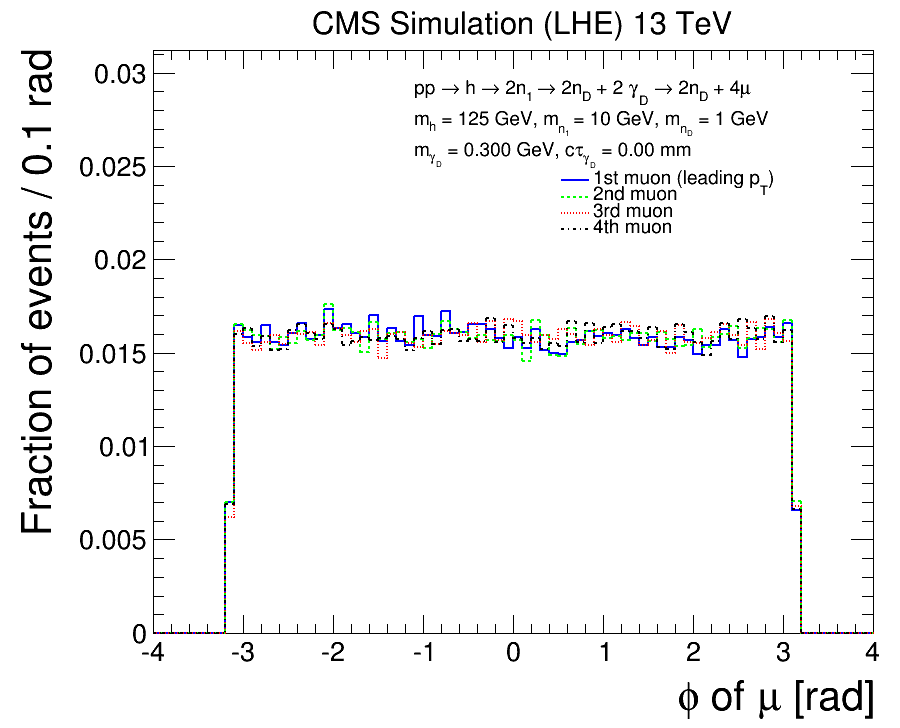 CMS Simulation (LHE) 13 TeV
pp → h → 2n₁ → 2n_D + 2 γ_D → 2n_D + 4μ
m_h = 125 GeV, m_n₁ = 10 GeV, m_n_D = 1 GeV
m_γ_D = 0.300 GeV, cτ_γ_D = 0.00 mm
1st muon (leading p_T)
2nd muon
3rd muon
4th muon
Fraction of events / 0.1 rad
0.03
0.025
0.02
0.015
0.01
0.005
0
-4 -3 -2 -1 0 1 2 3 4
ϕ of μ [rad]